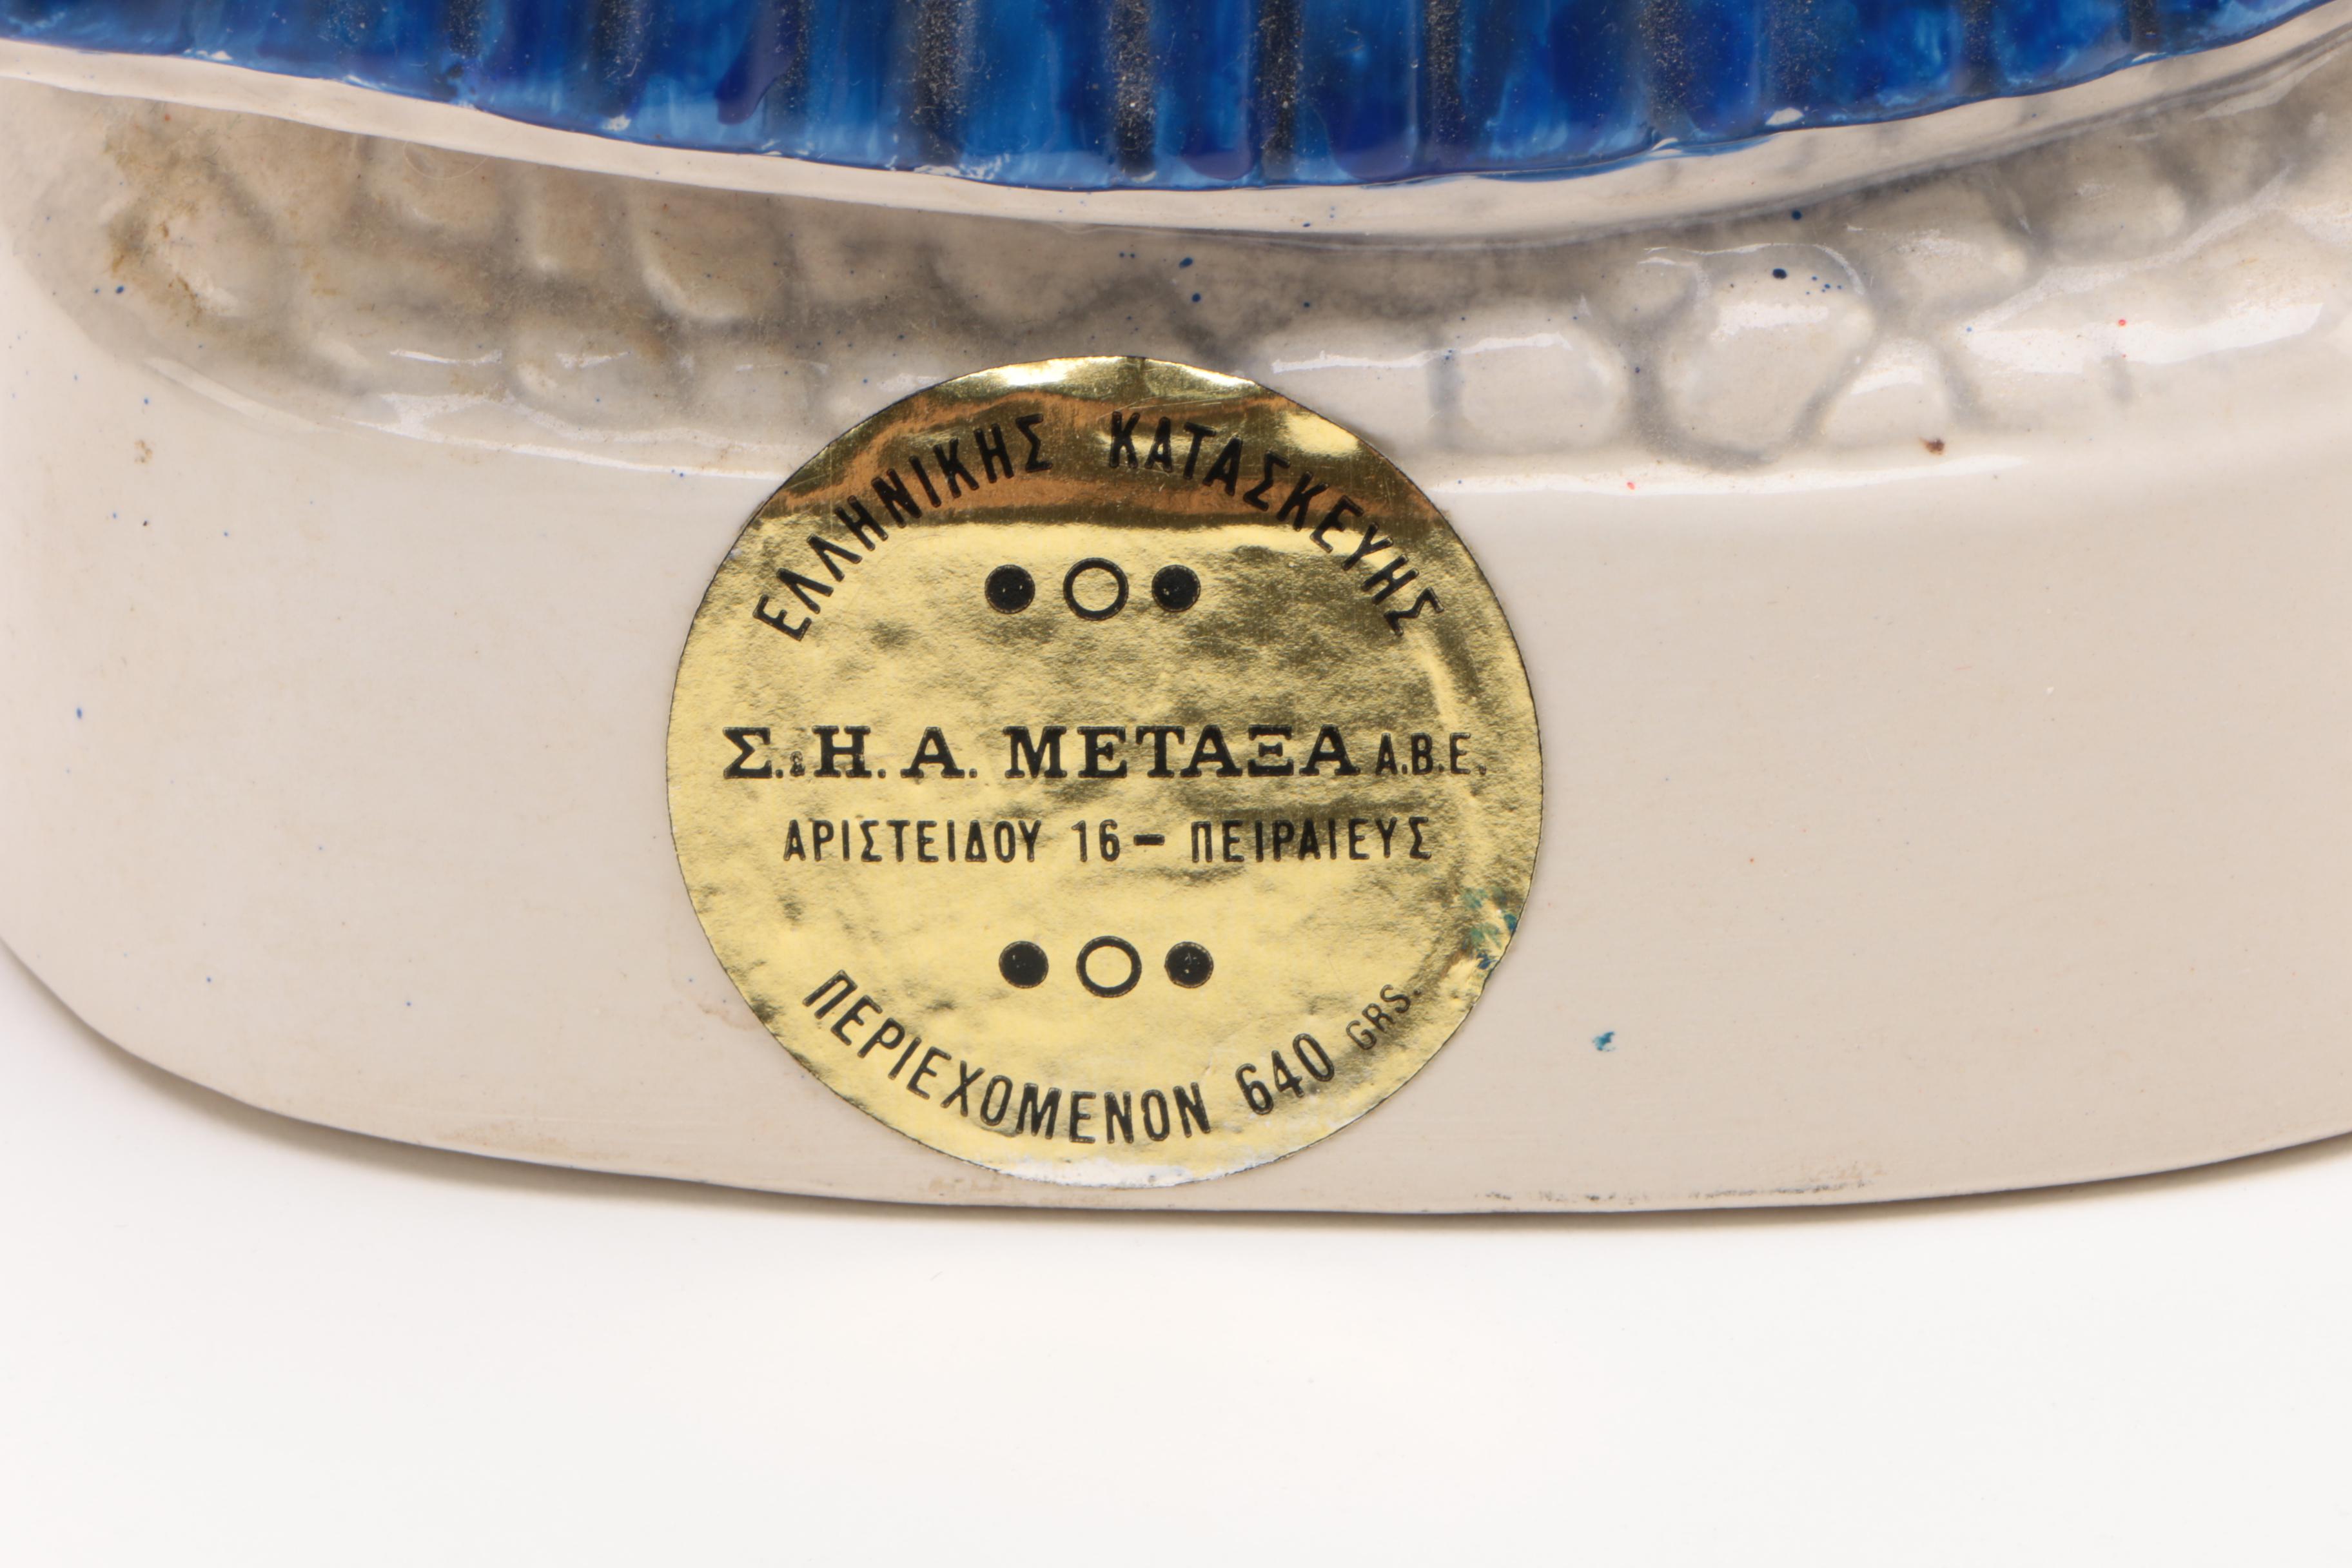 ΕΛΛΗΝΙΚΗΣ ΚΑΤΑΣΚΕΥΗΣ
Σ.&Η. Α. ΜΕΤΑΞΑ Α.Β.Ε.
ΑΡΙΣΤΕΙΔΟΥ 16 — ΠΕΙΡΑΙΕΥΣ
ΠΕΡΙΕΧΟΜΕΝΟΝ 640 GRS.